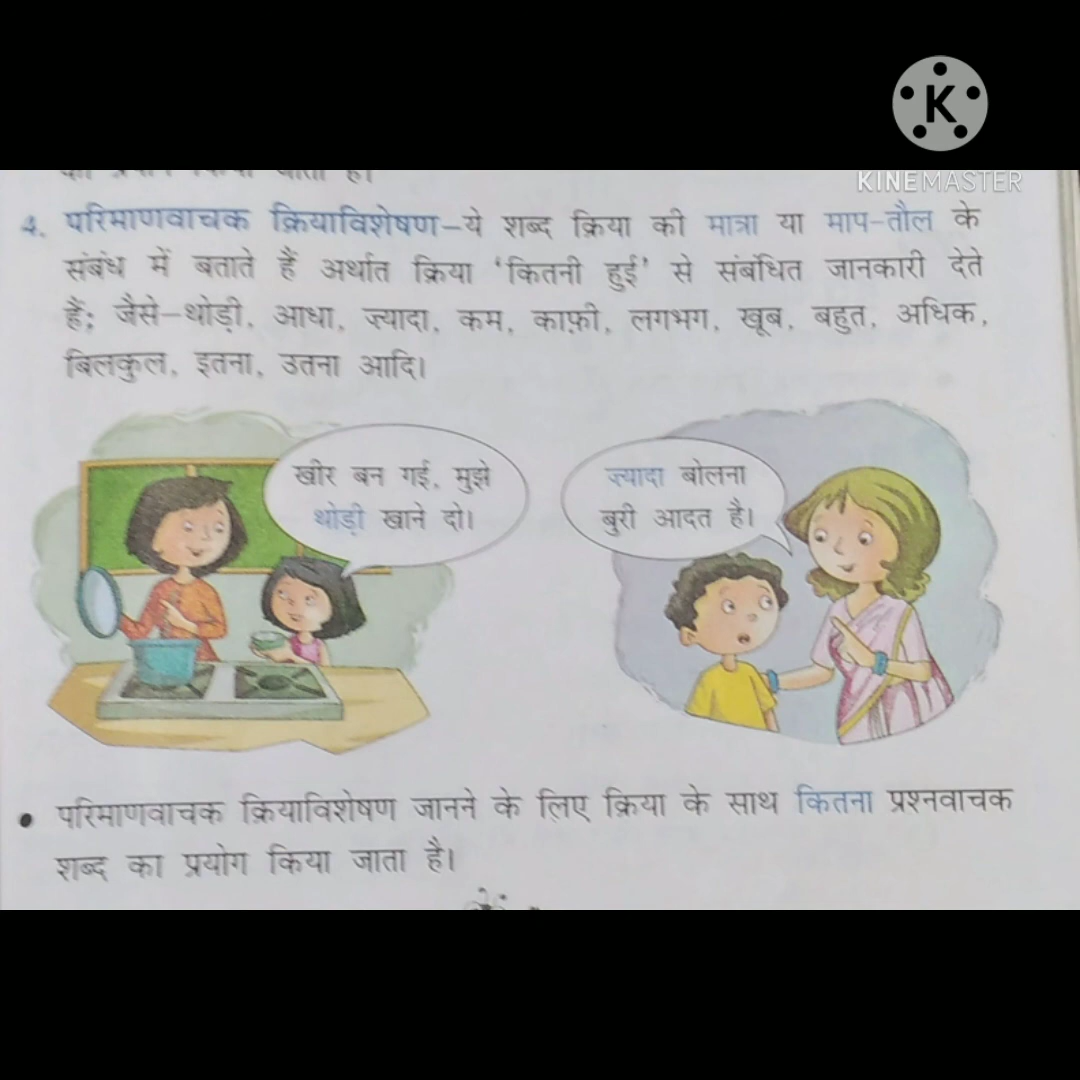 K
KINEMASTER
4. परिमाणवाचक क्रियाविशेषण–ये शब्द क्रिया की मात्रा या माप-तौल के
संबंध में बताते हैं अर्थात क्रिया 'कितनी हुई' से संबंधित जानकारी देते
हैं; जैसे–थोड़ी, आधा, ज़्यादा, कम, काफ़ी, लगभग, खूब, बहुत, अधिक,
बिलकुल, इतना, उतना आदि।
खीर बन गई, मुझे
थोड़ी खाने दो।
ज़्यादा बोलना
बुरी आदत है।
• परिमाणवाचक क्रियाविशेषण जानने के लिए क्रिया के साथ कितना प्रश्नवाचक
शब्द का प्रयोग किया जाता है।